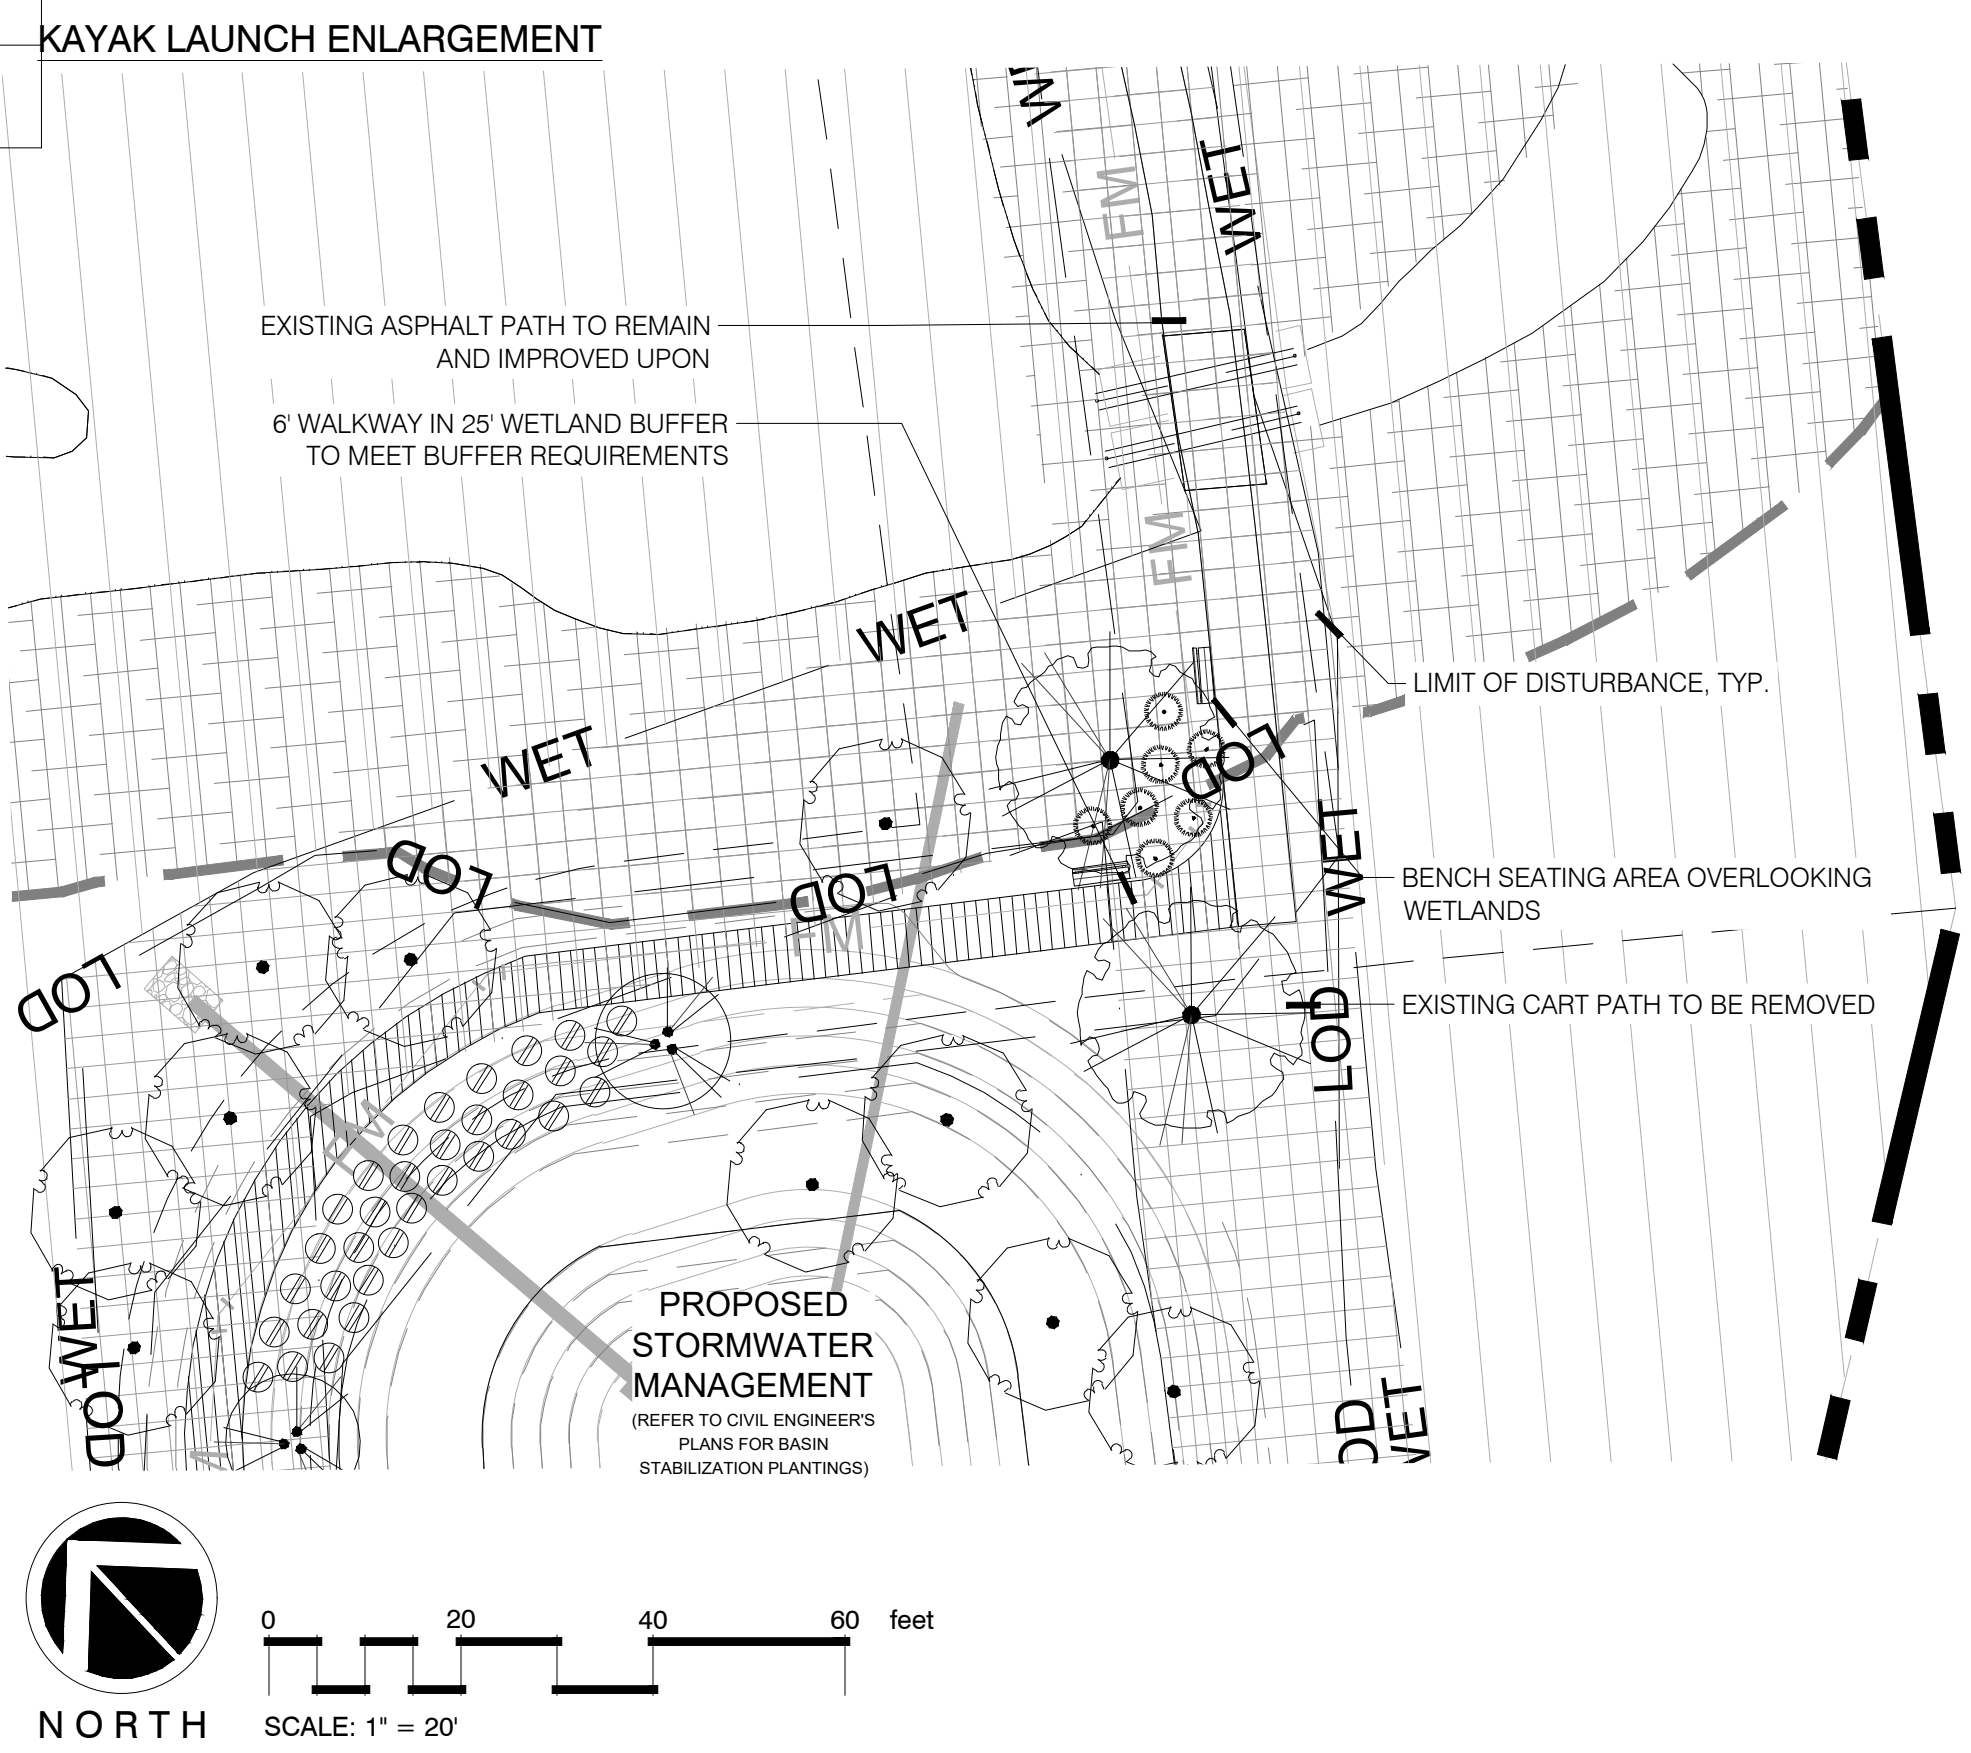 KAYAK LAUNCH ENLARGEMENT
WET
WET
FM
EXISTING ASPHALT PATH TO REMAIN
AND IMPROVED UPON
6' WALKWAY IN 25' WETLAND BUFFER
TO MEET BUFFER REQUIREMENTS
FM
WET
LIMIT OF DISTURBANCE, TYP.
WET
LOD
LOD
WET
LOD
FM
BENCH SEATING AREA OVERLOOKING
WETLANDS
LOD
EXISTING CART PATH TO BE REMOVED
LOD
FM
WET
LOD
PROPOSED
STORMWATER
MANAGEMENT
(REFER TO CIVIL ENGINEER'S
PLANS FOR BASIN
STABILIZATION PLANTINGS)
OD
WET
NORTH
0 20 40 60 feet
SCALE: 1" = 20'